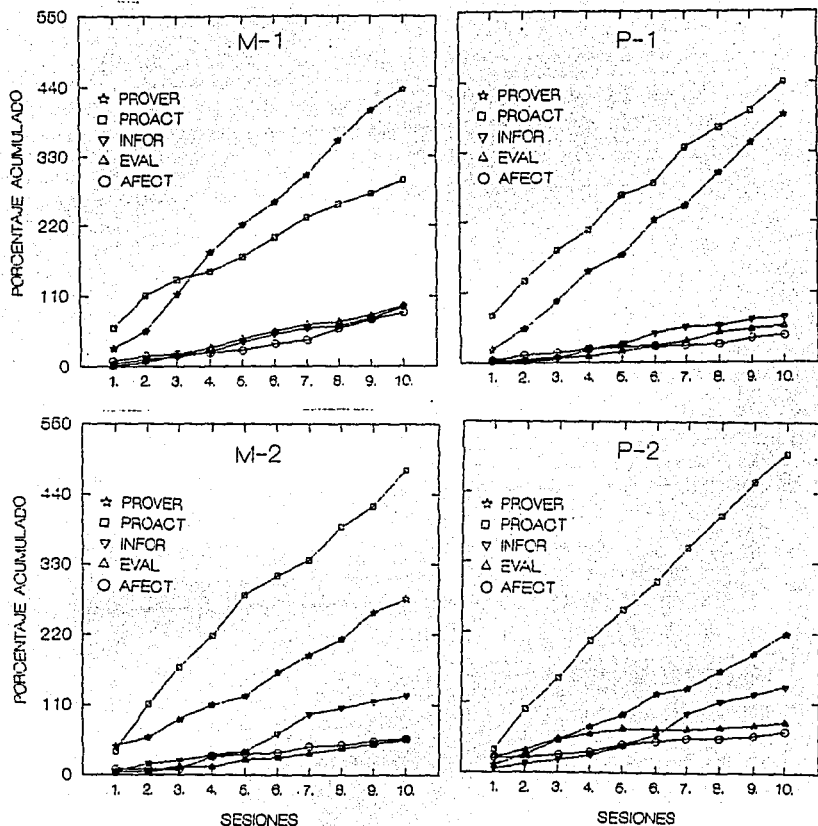 M-1
PORCENTAJE ACUMULADO
550
440
330
220
110
0
PROVER
PROACT
INFOR
EVAL
AFECT
1. 2. 3. 4. 5. 6. 7. 8. 9. 10.
P-1
PROVER
PROACT
INFOR
EVAL
AFECT
1. 2. 3. 4. 5. 6. 7. 8. 9. 10.
M-2
PORCENTAJE ACUMULADO
550
440
330
220
110
0
PROVER
PROACT
INFOR
EVAL
AFECT
1. 2. 3. 4. 5. 6. 7. 8. 9. 10.
SESIONES
P-2
PROVER
PROACT
INFOR
EVAL
AFECT
1. 2. 3. 4. 5. 6. 7. 8. 9. 10.
SESIONES